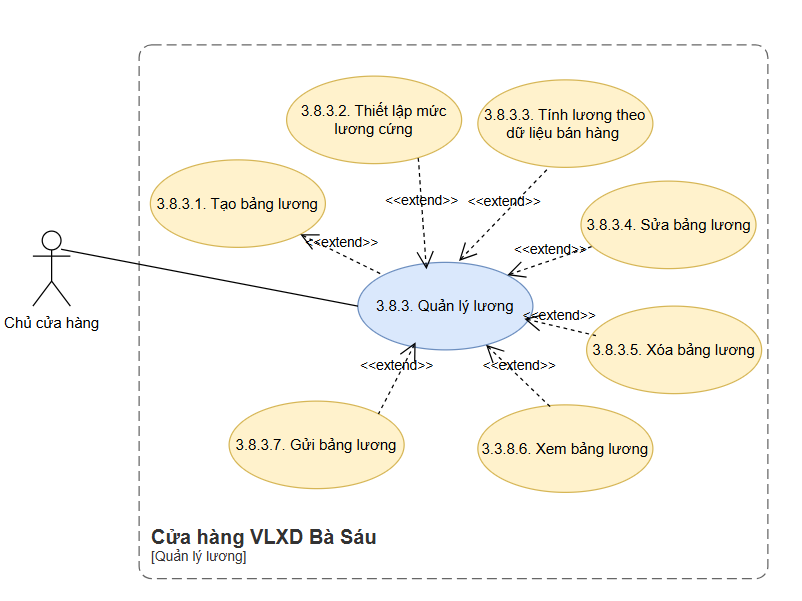 3.8.3.2. Thiết lập mức
lương cứng
3.8.3.3. Tính lương theo
dữ liệu bán hàng
3.8.3.1. Tạo bảng lương
<<extend>>
<<extend>>
3.8.3.4. Sửa bảng lương
<<extend>>
<<extend>>
Chủ cửa hàng
3.8.3. Quản lý lương
<<extend>>
3.8.3.5. Xóa bảng lương
<<extend>>
<<extend>>
3.8.3.7. Gửi bảng lương
3.3.8.6. Xem bảng lương
Cửa hàng VLXD Bà Sáu
[Quản lý lương]